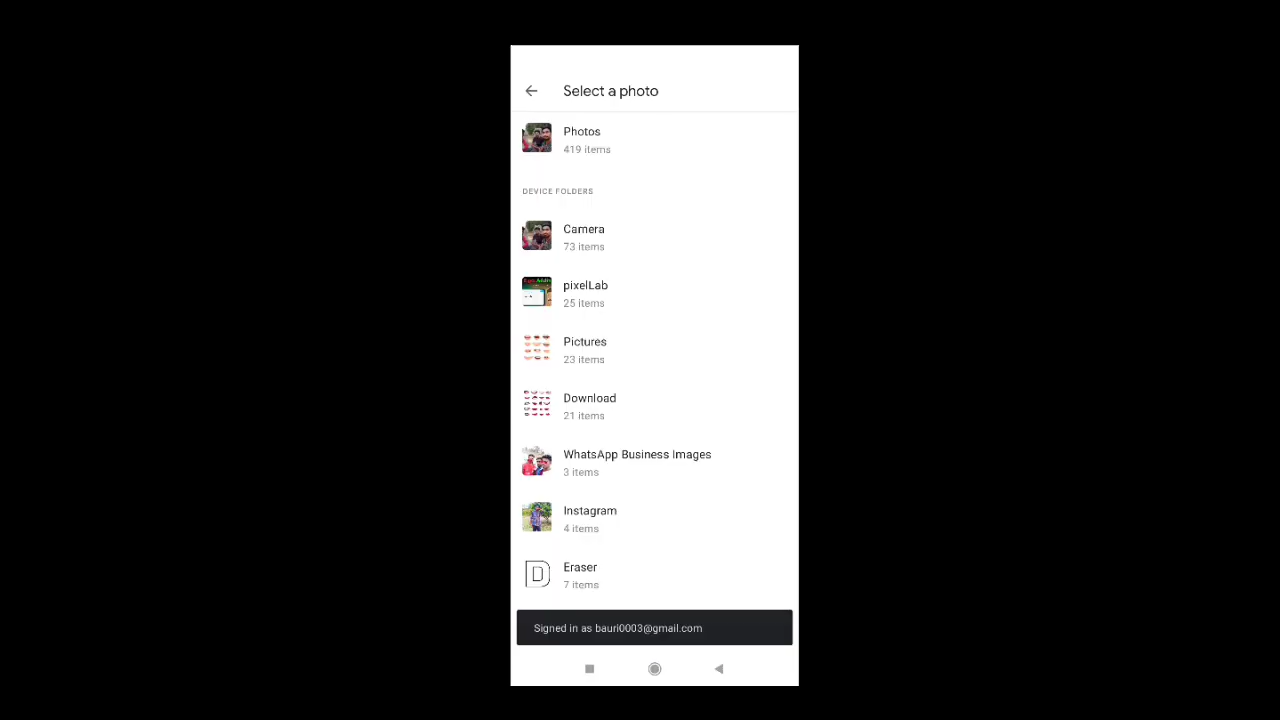 Select a photo
Photos
419 items
DEVICE FOLDERS
Camera
73 items
pixelLab
25 items
Pictures
23 items
Download
21 items
WhatsApp Business Images
3 items
Instagram
4 items
D
Eraser
7 items
Signed in as bauri0003@gmail.com